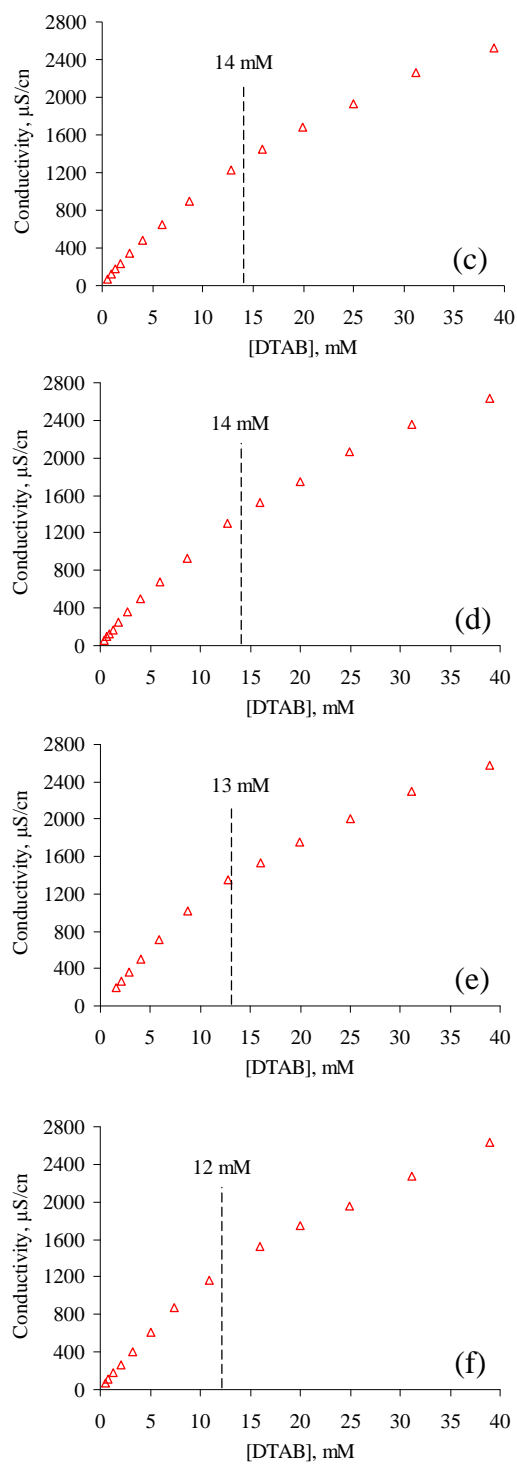 2800
14 mM
2400
2000
1600
1200
800
400
(c)
0
0 5 10 15 20 25 30 35 40
[DTAB], mM
Conductivity, µS/cn
2800
14 mM
2400
2000
1600
1200
800
400
(d)
0
0 5 10 15 20 25 30 35 40
[DTAB], mM
Conductivity, µS/cn
2800
13 mM
2400
2000
1600
1200
800
400
(e)
0
0 5 10 15 20 25 30 35 40
[DTAB], mM
Conductivity, µS/cn
2800
12 mM
2400
2000
1600
1200
800
400
(f)
0
0 5 10 15 20 25 30 35 40
[DTAB], mM
Conductivity, µS/cn